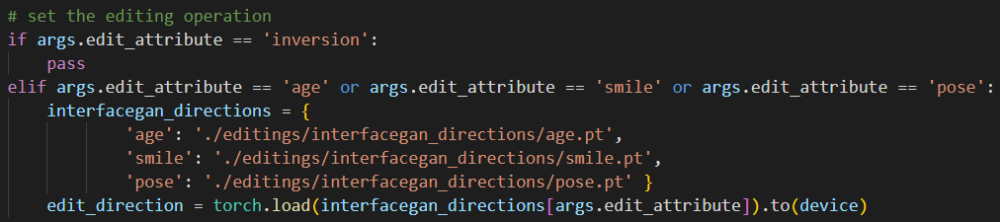 # set the editing operation
if args.edit_attribute == 'inversion':
    pass
elif args.edit_attribute == 'age' or args.edit_attribute == 'smile' or args.edit_attribute == 'pose':
    interfacegan_directions = {
            'age': './editings/interfacegan_directions/age.pt',
            'smile': './editings/interfacegan_directions/smile.pt',
            'pose': './editings/interfacegan_directions/pose.pt' }
    edit_direction = torch.load(interfacegan_directions[args.edit_attribute]).to(device)